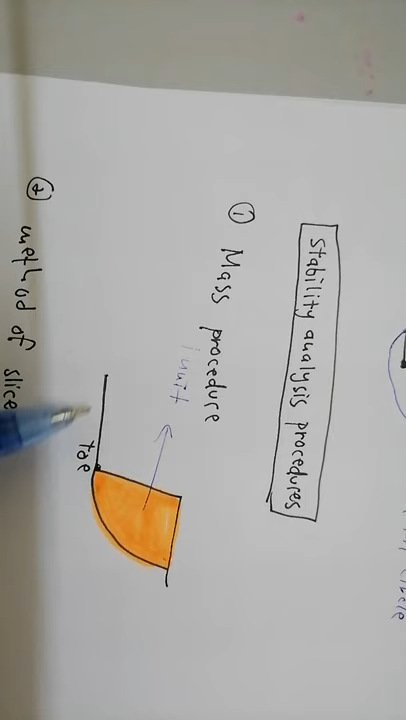 Stability analysis procedures
① Mass procedure
1 unit
toe
② method of slice